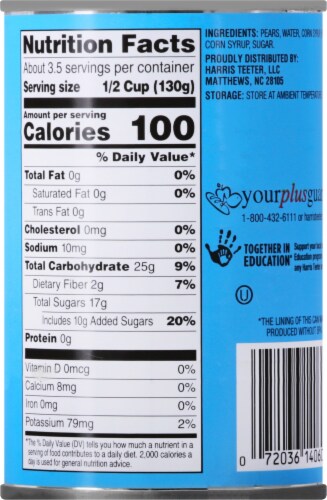 Nutrition Facts
About 3.5 servings per container
Serving size 1/2 Cup (130g)
Amount per serving
Calories 100
% Daily Value*
Total Fat 0g 0%
Saturated Fat 0g 0%
Trans Fat 0g
Cholesterol 0mg 0%
Sodium 10mg 0%
Total Carbohydrate 25g 9%
Dietary Fiber 2g 7%
Total Sugars 17g
Includes 10g Added Sugars 20%
Protein 0g
Vitamin D 0mcg 0%
Calcium 8mg 0%
Iron 0mg 0%
Potassium 79mg 2%
*The % Daily Value (DV) tells you how much a nutrient in a
serving of food contributes to a daily diet. 2,000 calories a
day is used for general nutrition advice.
INGREDIENTS: PEARS, WATER, CORN
CORN SYRUP, SUGAR.
PROUDLY DISTRIBUTED BY:
HARRIS TEETER, LLC
MATTHEWS, NC 28105
STORAGE: STORE AT AMBIENT
yourplus
1-800-432-6111 or
TOGETHER IN
EDUCATION®
Support your
Education
any Harris
U
*THE LINING OF THIS CAN
PRODUCED WITHOUT
0 72036 1406